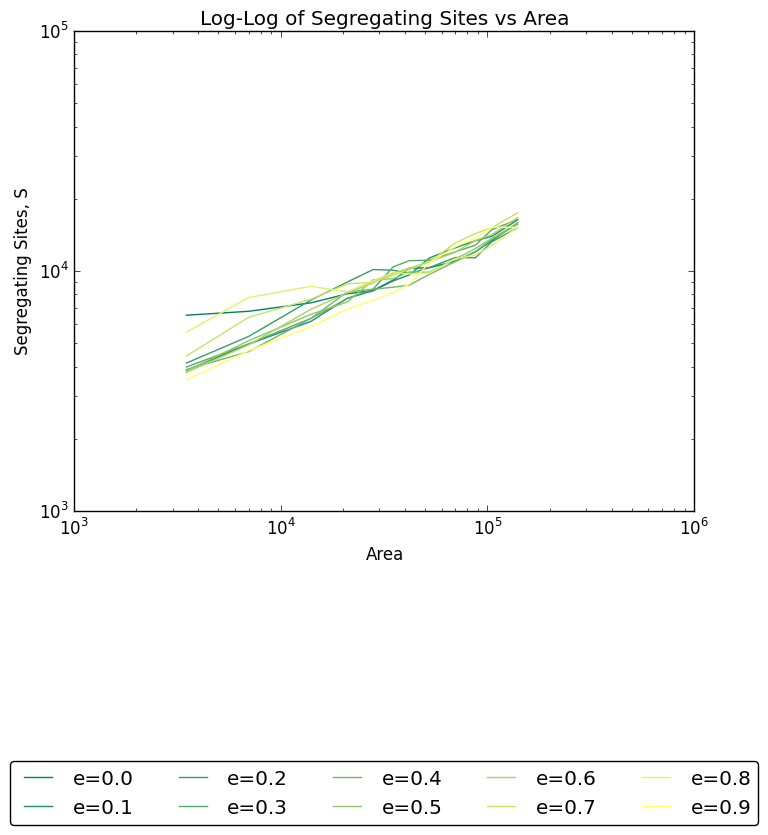 Log-Log of Segregating Sites vs Area
10^5
10^4
10^3
Segregating Sites, S
10^3 10^4 10^5 10^6
Area
e=0.0 e=0.2 e=0.4 e=0.6 e=0.8
e=0.1 e=0.3 e=0.5 e=0.7 e=0.9